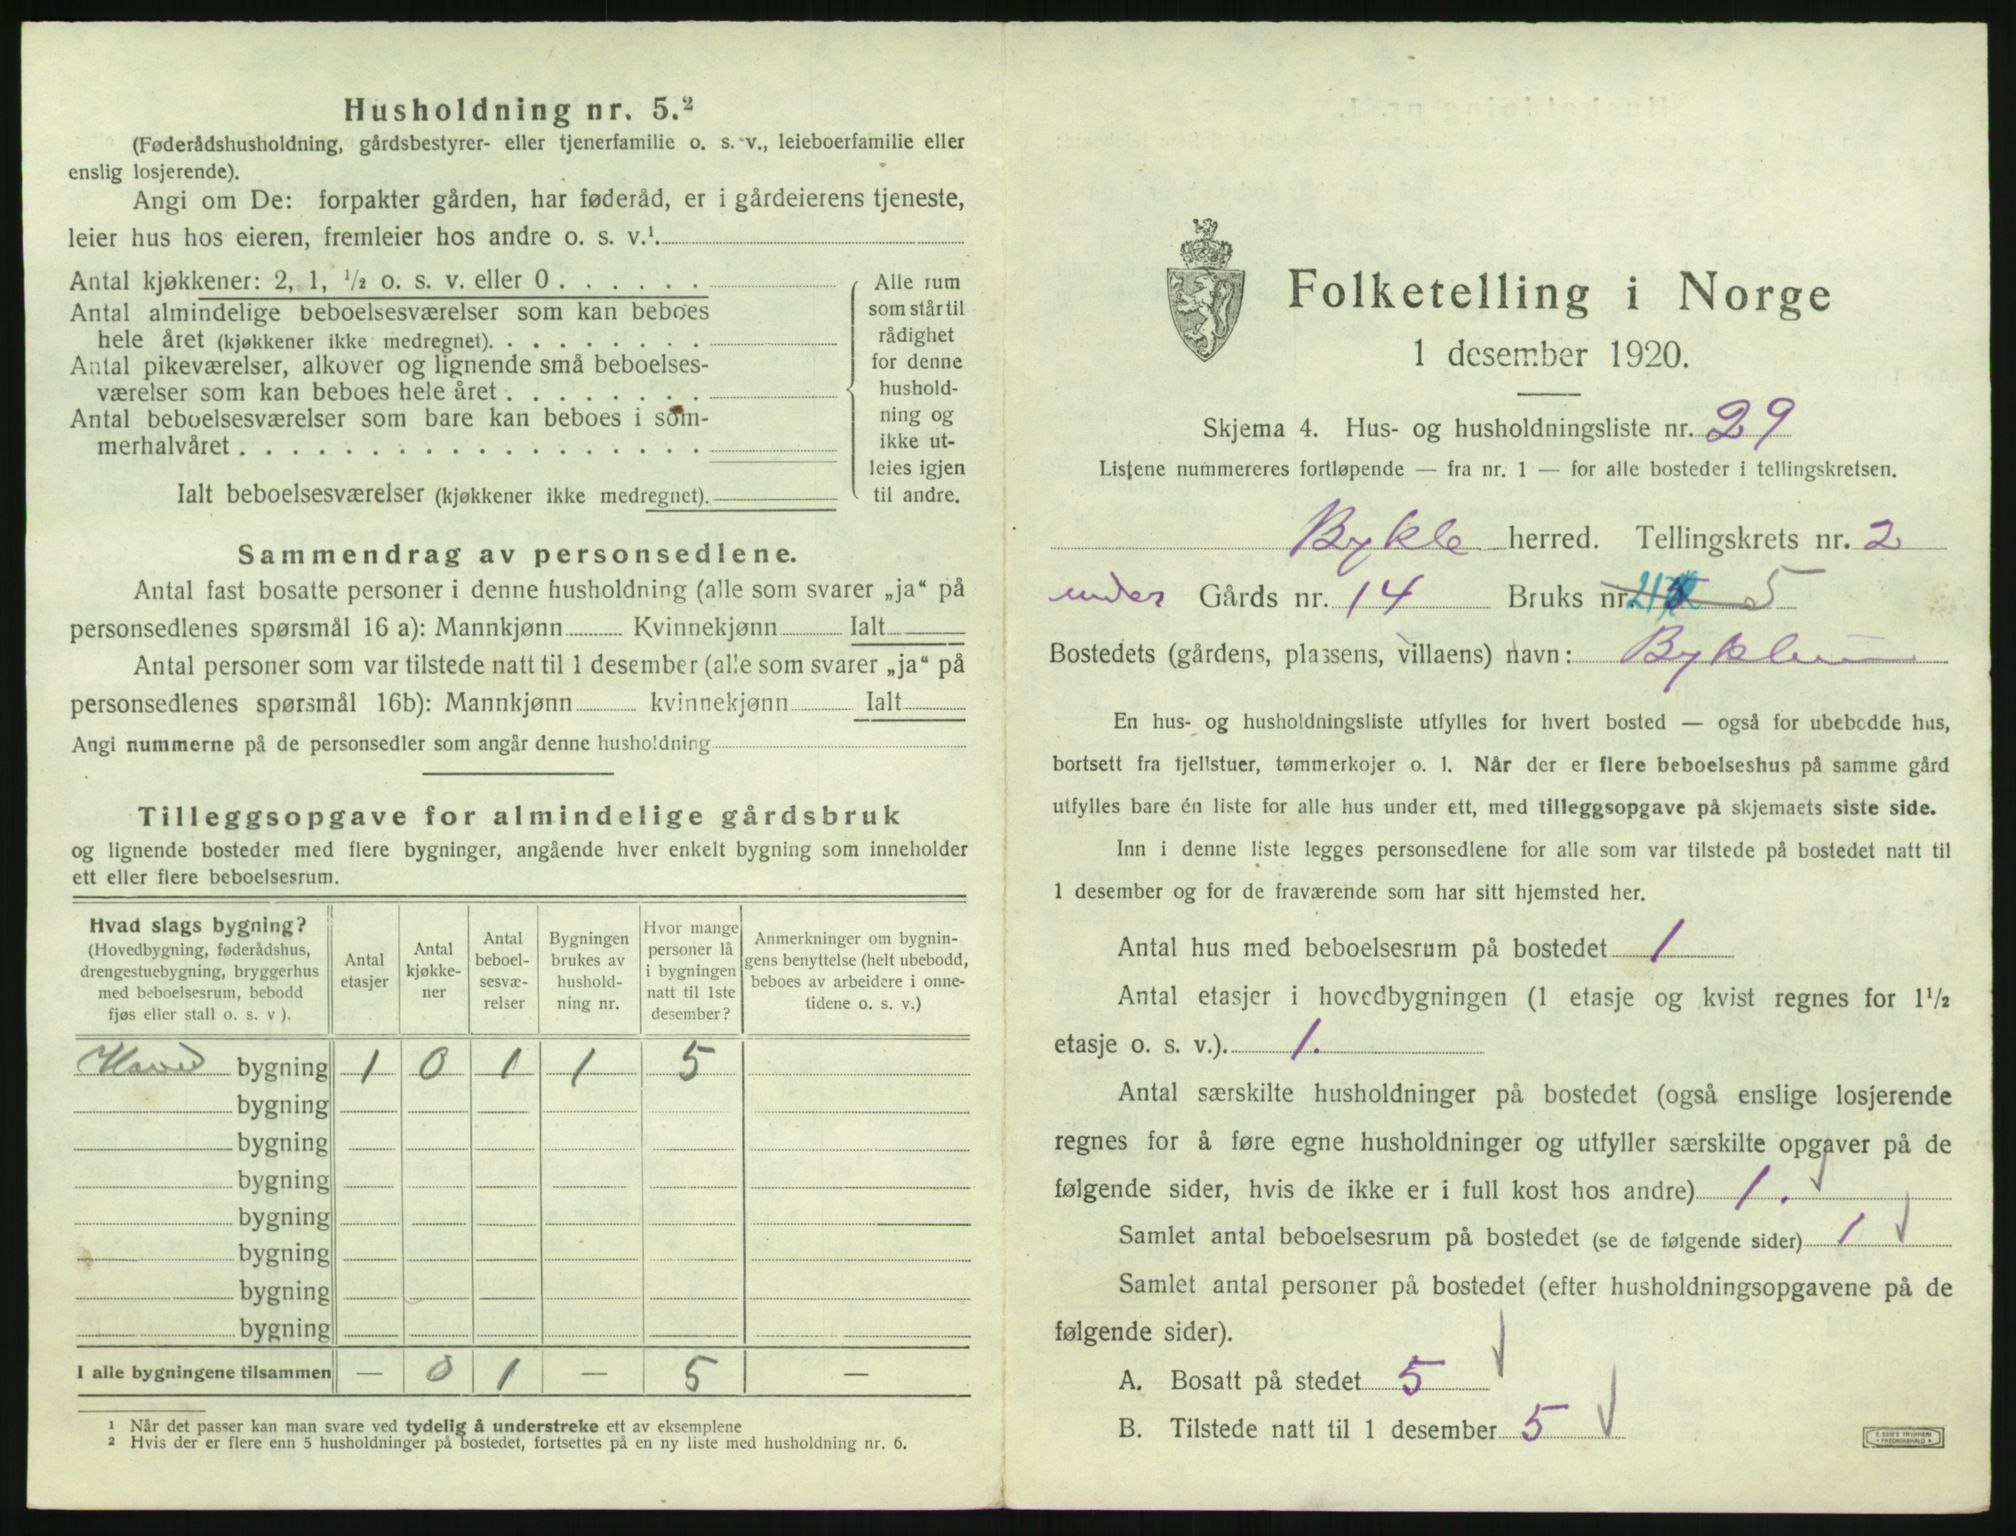 Husholdning nr. 5.²
(Føderådshusholdning, gårdsbestyrer- eller tjenerfamilie o. s. v., leieboerfamilie eller
enslig losjerende).
Angi om De: forpakter gården, har føderåd, er i gårdeierens tjeneste,
leier hus hos eieren, fremleier hos andre o. s. v.¹
Antal kjøkkener: 2, 1, ½ o. s. v. eller 0
Antal almindelige beboelsesværelser som kan beboes
hele året (kjøkkener ikke medregnet).
Antal pikeværelser, alkover og lignende små beboelses-
værelser som kan beboes hele året
Antal beboelsesværelser som bare kan beboes i som-
merhalvåret
Ialt beboelsesværelser (kjøkkener ikke medregnet).
Alle rum
som står til
rådighet
for denne
hushold-
ning og
ikke ut-
leies igjen
til andre.
Sammendrag av personsedlene.
Antal fast bosatte personer i denne husholdning (alle som svarer „ja“ på
personsedlenes spørsmål 16 a): Mannkjønn Kvinnekjønn Ialt
Antal personer som var tilstede natt til 1 desember (alle som svarer „ja“ på
personsedlenes spørsmål 16b): Mannkjønn kvinnekjønn Ialt
Angi nummerne på de personsedler som angår denne husholdning
Tilleggsopgave for almindelige gårdsbruk
og lignende bosteder med flere bygninger, angående hver enkelt bygning som inneholder
ett eller flere beboelsesrum.
Hvad slags bygning?
(Hovedbygning, føderådshus,
drengestuebygning, bryggerhus
med beboelsesrum, bebodd
fjøs eller stall o. s. v ).
Antal
etasjer
Antal
kjøkke-
ner
Antal
beboel-
sesvæ-
relser
Bygningen
brukes av
hushold-
ning nr.
Hvor mange
personer lå
i bygningen
natt til 1ste
desember?
Anmerkninger om bygnin-
gens benyttelse (helt ubebodd,
beboes av arbeidere i onne-
tidene o. s. v.)
Hoved bygning 1 0 1 1 5
bygning
bygning
bygning
bygning
bygning
bygning
bygning
I alle bygningene tilsammen — 0 1 — 5 —
¹ Når det passer kan man svare ved tydelig å understreke ett av eksemplene
² Hvis der er flere enn 5 husholdninger på bostedet, fortsettes på en ny liste med husholdning nr. 6.
Folketelling i Norge
1 desember 1920.
Skjema 4. Hus- og husholdningsliste nr. 29
Listene nummereres fortløpende — fra nr. 1 — for alle bosteder i tellingskretsen.
Bykle herred. Tellingskrets nr. 2
under Gårds nr. 14 Bruks nr. 5
Bostedets (gårdens, plassens, villaens) navn:
En hus- og husholdningsliste utfylles for hvert bosted — også for ubebodde hus,
bortsett fra fjellstuer, tømmerkojer o. l. Når der er flere beboelseshus på samme gård
utfylles bare én liste for alle hus under ett, med tilleggsopgave på skjemaets siste side.
Inn i denne liste legges personsedlene for alle som var tilstede på bostedet natt til
1 desember og for de fraværende som har sitt hjemsted her.
Antal hus med beboelsesrum på bostedet 1
Antal etasjer i hovedbygningen (1 etasje og kvist regnes for 1½
etasje o. s. v.). 1.
Antal særskilte husholdninger på bostedet (også enslige losjerende
regnes for å føre egne husholdninger og utfyller særskilte opgaver på de
følgende sider, hvis de ikke er i full kost hos andre) 1.
Samlet antal beboelsesrum på bostedet (se de følgende sider) 1
Samlet antal personer på bostedet (efter husholdningsopgavene på de
følgende sider).
A. Bosatt på stedet 5
B. Tilstede natt til 1 desember 5